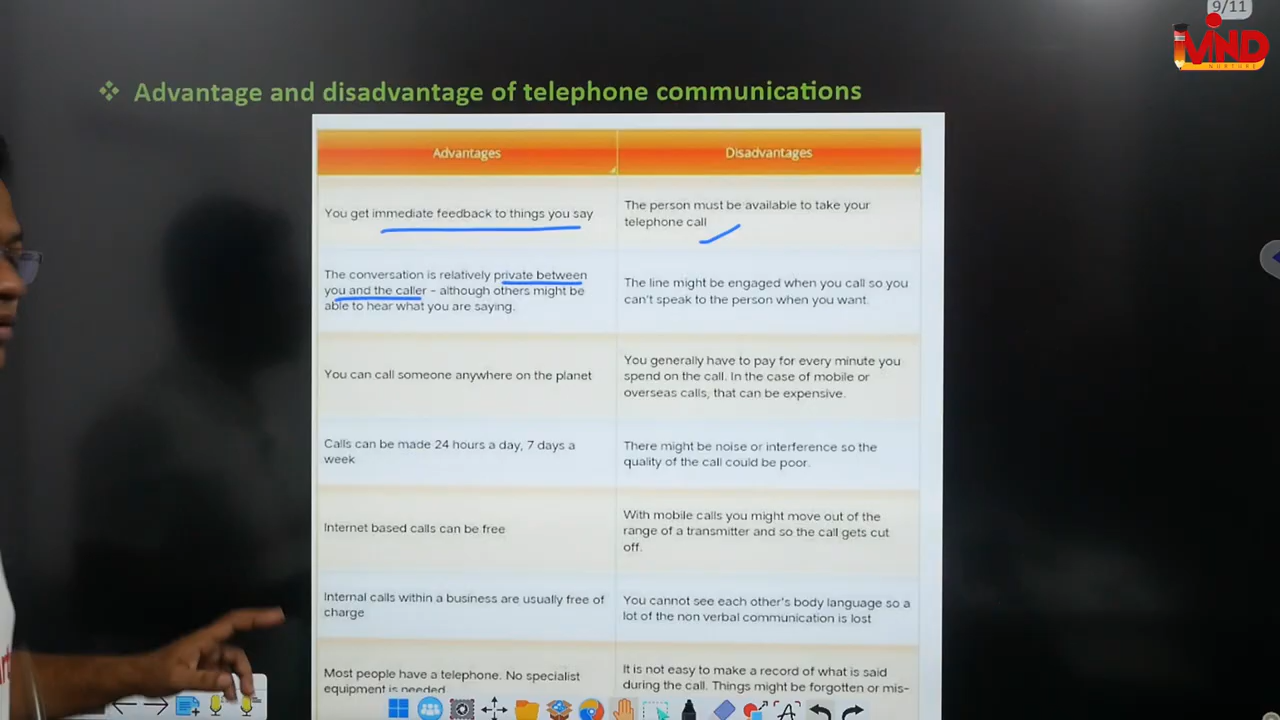 9/11
MIND
NURTURE
❖ Advantage and disadvantage of telephone communications
Advantages
Disadvantages
You get immediate feedback to things you say
The person must be available to take your
telephone call
The conversation is relatively private between
you and the caller - although others might be
able to hear what you are saying.
The line might be engaged when you call so you
can't speak to the person when you want.
You can call someone anywhere on the planet
You generally have to pay for every minute you
spend on the call. In the case of mobile or
overseas calls, that can be expensive.
Calls can be made 24 hours a day, 7 days a
week
There might be noise or interference so the
quality of the call could be poor.
Internet based calls can be free
With mobile calls you might move out of the
range of a transmitter and so the call gets cut
off.
Internal calls within a business are usually free of
charge
You cannot see each other's body language so a
lot of the non verbal communication is lost
Most people have a telephone. No specialist
equipment is needed
It is not easy to make a record of what is said
during the call. Things might be forgotten or mis-